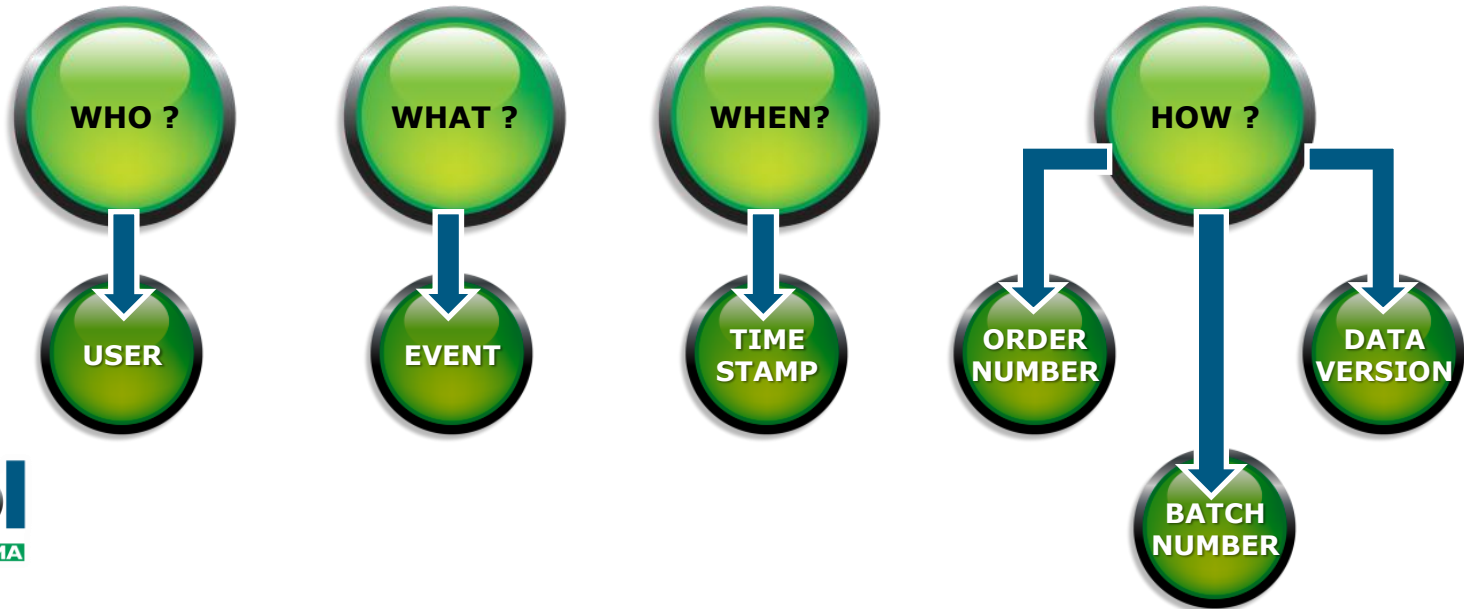 WHO ?
WHAT ?
WHEN?
HOW ?
USER
EVENT
TIME
STAMP
ORDER
NUMBER
DATA
VERSION
BATCH
NUMBER